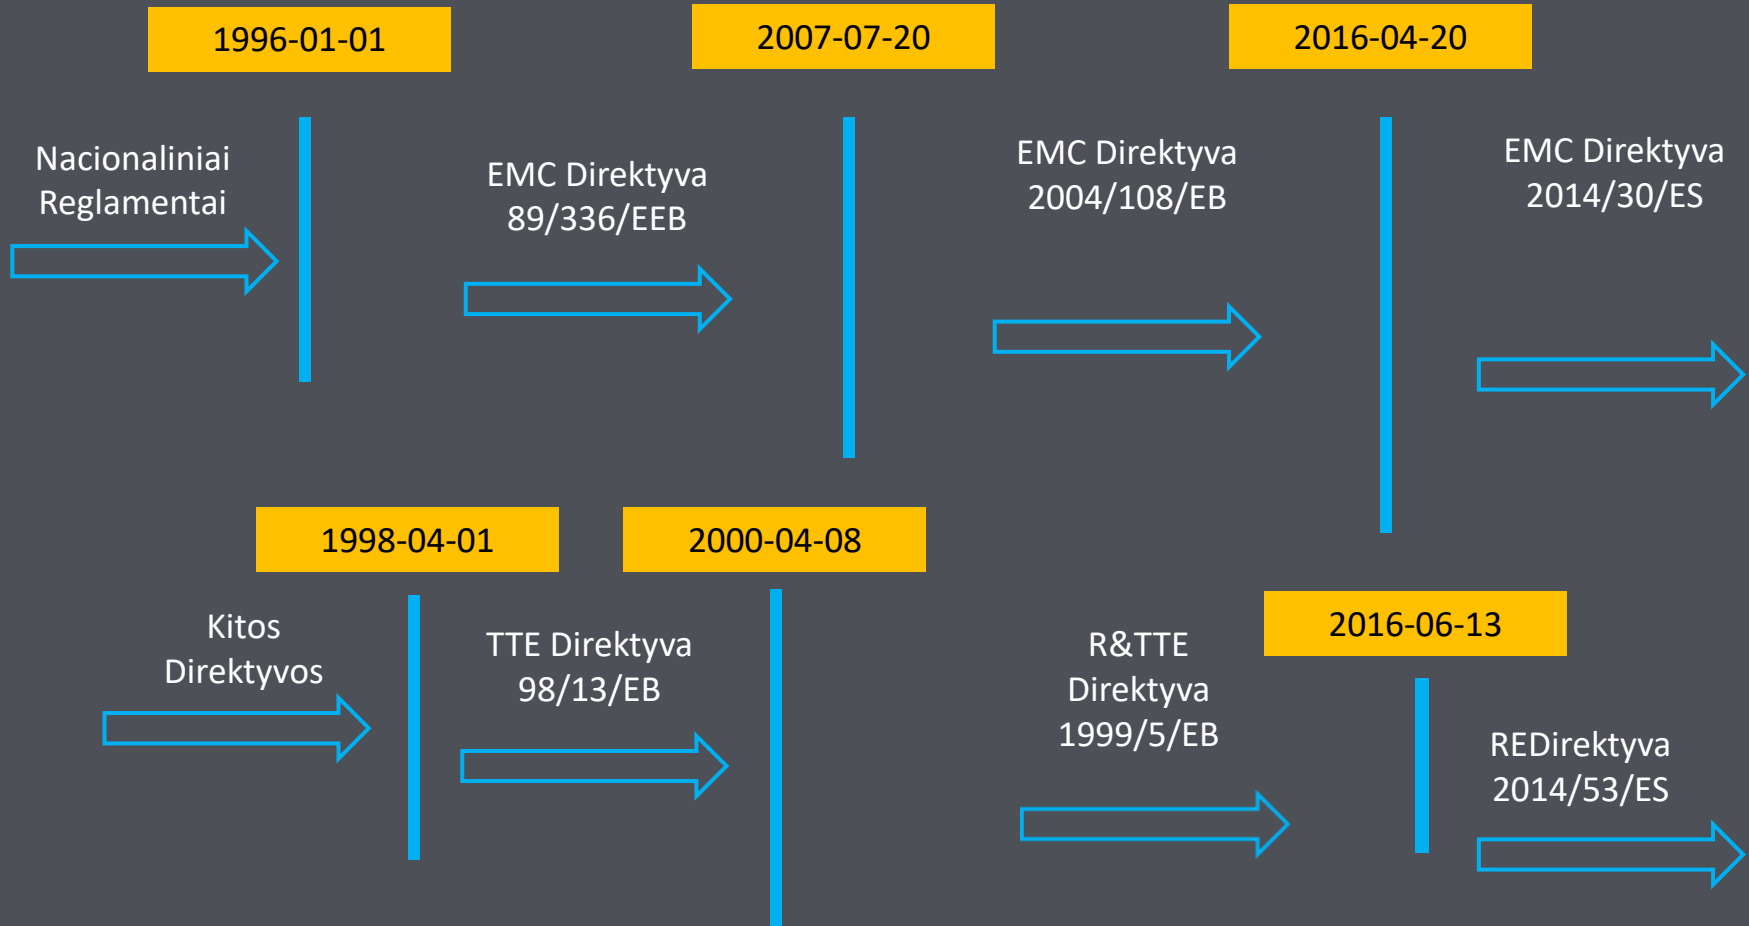 1996-01-01
2007-07-20
2016-04-20
Nacionaliniai
Reglamentai
EMC Direktyva
89/336/EEB
EMC Direktyva
2004/108/EB
EMC Direktyva
2014/30/ES
1998-04-01
2000-04-08
2016-06-13
Kitos
Direktyvos
TTE Direktyva
98/13/EB
R&TTE
Direktyva
1999/5/EB
REDirektyva
2014/53/ES